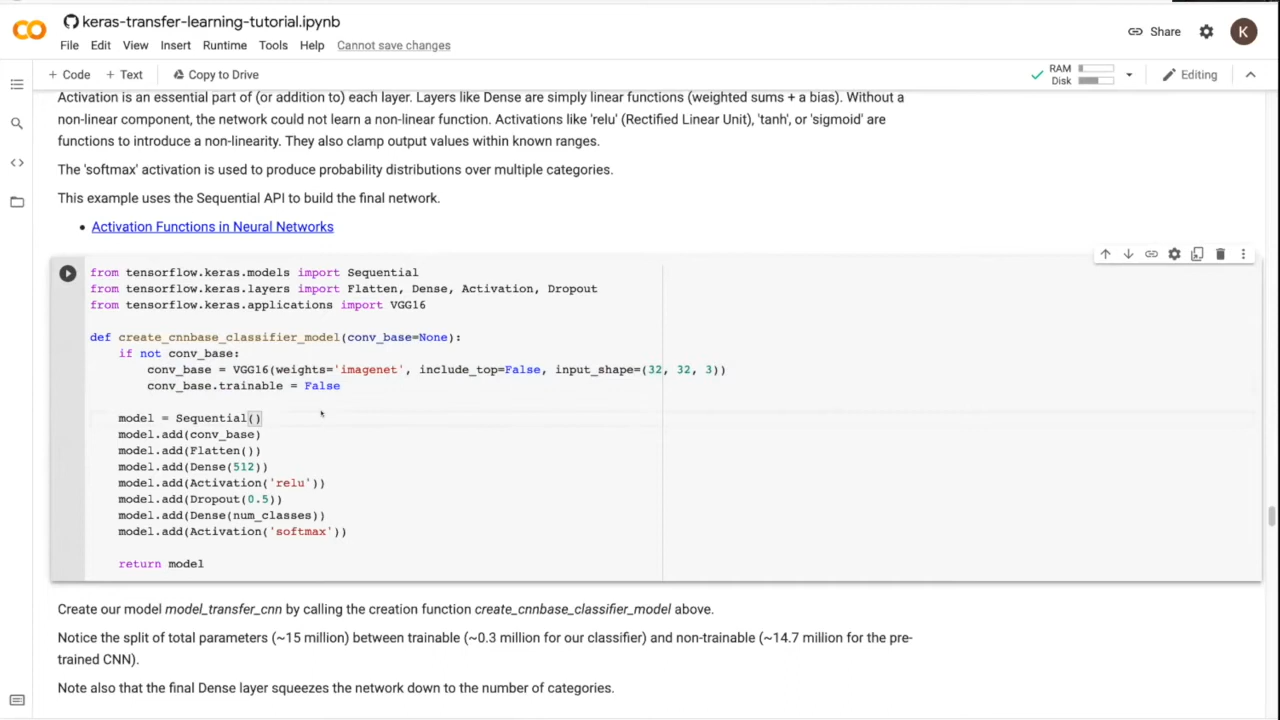 keras-transfer-learning-tutorial.ipynb
File Edit View Insert Runtime Tools Help Cannot save changes
Share
K
+ Code + Text Copy to Drive
RAM
Disk
Editing
Activation is an essential part of (or addition to) each layer. Layers like Dense are simply linear functions (weighted sums + a bias). Without a
non-linear component, the network could not learn a non-linear function. Activations like 'relu' (Rectified Linear Unit), 'tanh', or 'sigmoid' are
functions to introduce a non-linearity. They also clamp output values within known ranges.
The 'softmax' activation is used to produce probability distributions over multiple categories.
This example uses the Sequential API to build the final network.
• Activation Functions in Neural Networks
from tensorflow.keras.models import Sequential
from tensorflow.keras.layers import Flatten, Dense, Activation, Dropout
from tensorflow.keras.applications import VGG16
def create_cnnbase_classifier_model(conv_base=None):
if not conv_base:
conv_base = VGG16(weights='imagenet', include_top=False, input_shape=(32, 32, 3))
conv_base.trainable = False
model = Sequential()
model.add(conv_base)
model.add(Flatten())
model.add(Dense(512))
model.add(Activation('relu'))
model.add(Dropout(0.5))
model.add(Dense(num_classes))
model.add(Activation('softmax'))
return model
Create our model model_transfer_cnn by calling the creation function create_cnnbase_classifier_model above.
Notice the split of total parameters (~15 million) between trainable (~0.3 million for our classifier) and non-trainable (~14.7 million for the pre-
trained CNN).
Note also that the final Dense layer squeezes the network down to the number of categories.